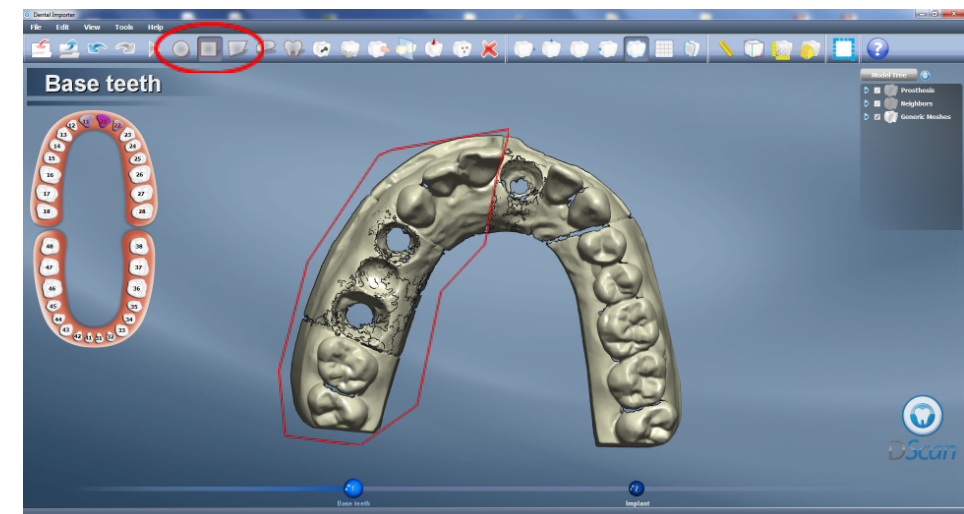 Dental Importer
File Edit View Tools Help
Base teeth
Model Tree
Prosthesis
Neighbors
Generic Meshes
12 11 21 22
13 23
14 24
15 25
16 26
17 27
18 28
48 38
47 37
46 36
45 35
44 34
43 42 41 31 32 33
DScan
Base teeth
Implant